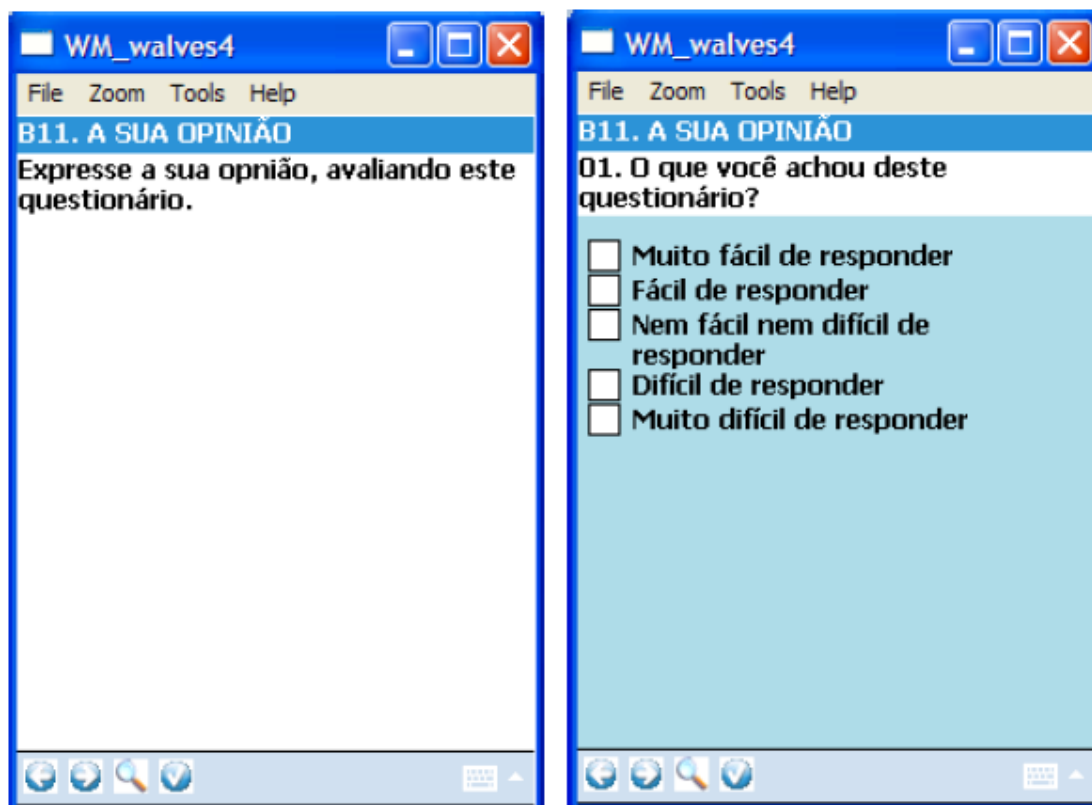 WM_walves4
File Zoom Tools Help
B11. A SUA OPINIÃO
Expresse a sua opnião, avaliando este
questionário.
WM_walves4
File Zoom Tools Help
B11. A SUA OPINIÃO
01. O que você achou deste
questionário?
Muito fácil de responder
Fácil de responder
Nem fácil nem difícil de
responder
Difícil de responder
Muito difícil de responder